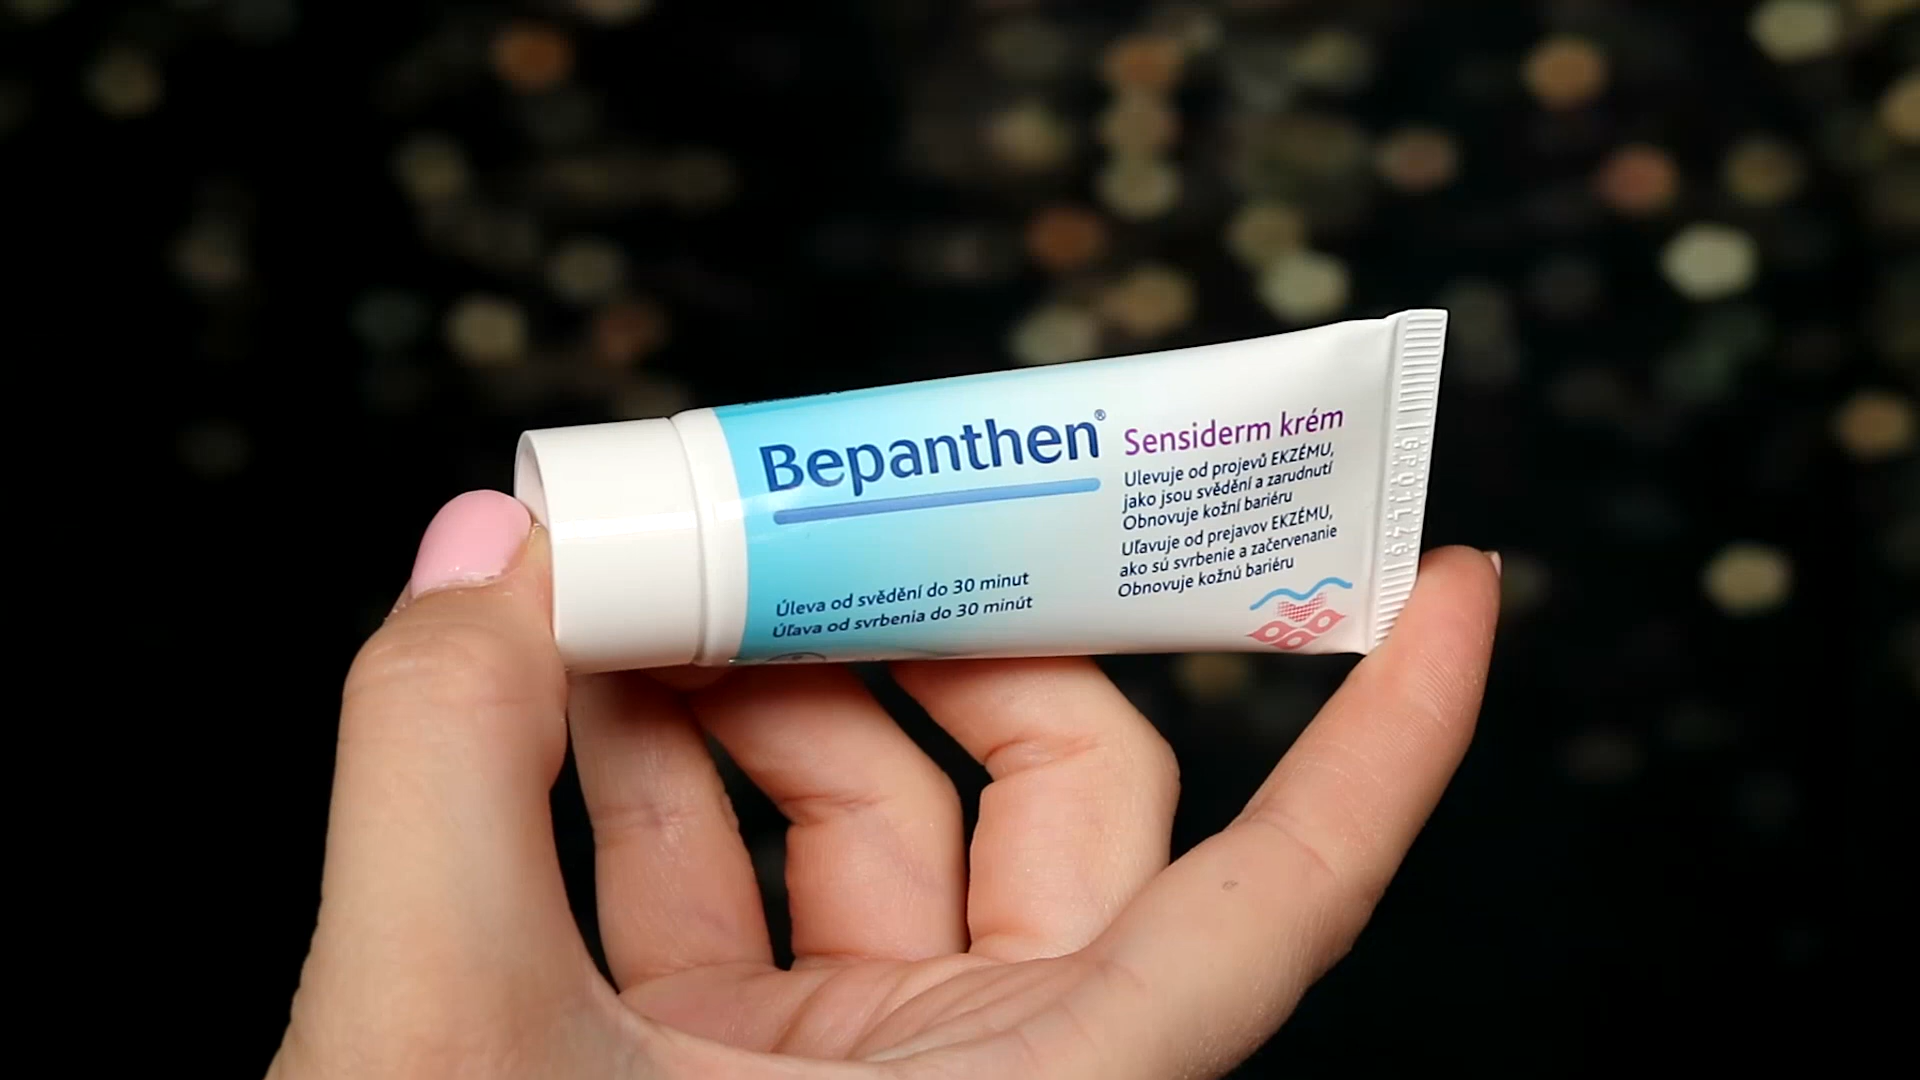 Bepanthen®
Sensiderm krém
Ulevuje od projevů EKZÉMU,
jako jsou svědění a zarudnutí
Obnovuje kožní bariéru
Uľavuje od prejavov EKZÉMU,
ako sú svrbenie a začervenanie
Obnovuje kožnú bariéru
Úleva od svědění do 30 minut
Úľava od svrbenia do 30 minút